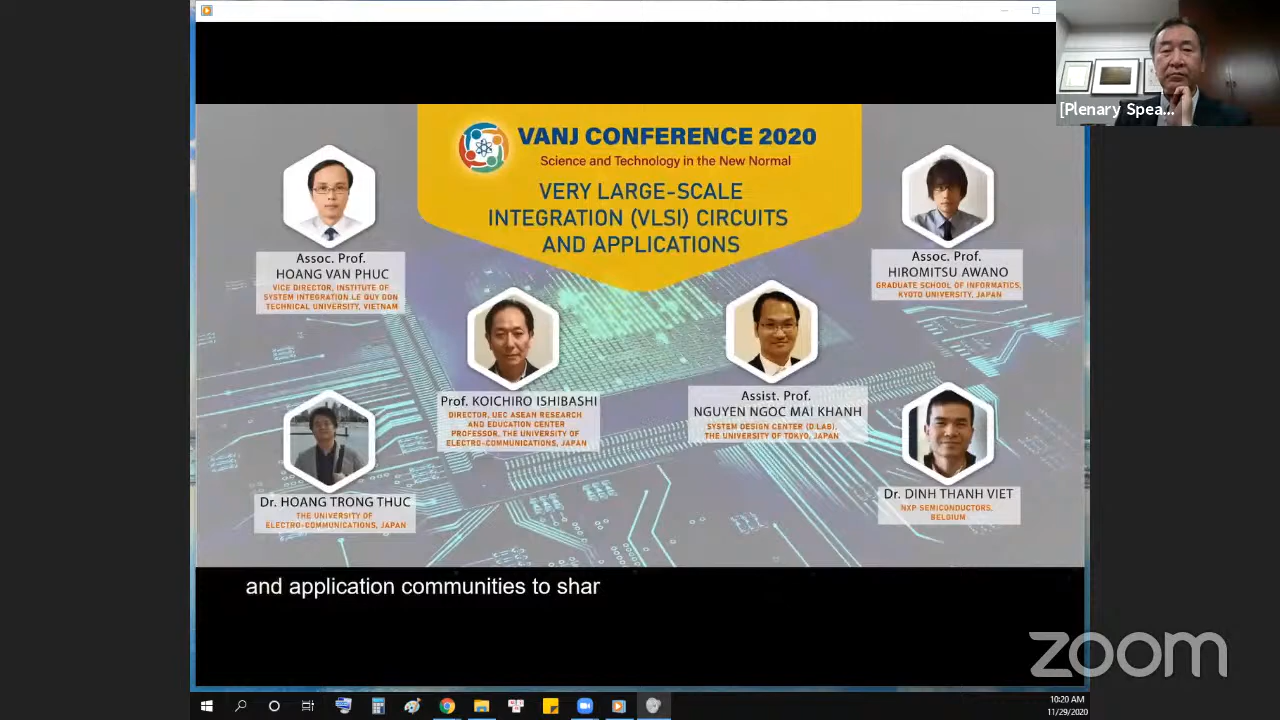 [Plenary Spea...
VANJ CONFERENCE 2020
Science and Technology in the New Normal
VERY LARGE-SCALE
INTEGRATION (VLSI) CIRCUITS
AND APPLICATIONS
Assoc. Prof.
HOANG VAN PHUC
VICE DIRECTOR, INSTITUTE OF
SYSTEM INTEGRATION LE QUY DON
TECHNICAL UNIVERSITY, VIETNAM
Assoc. Prof.
HIROMITSU AWANO
GRADUATE SCHOOL OF INFORMATICS,
KYOTO UNIVERSITY, JAPAN
Prof. KOICHIRO ISHIBASHI
DIRECTOR, UEC ASEAN RESEARCH
AND EDUCATION CENTER
PROFESSOR, THE UNIVERSITY OF
ELECTRO-COMMUNICATIONS, JAPAN
Assist. Prof.
NGUYEN NGOC MAI KHANH
SYSTEM DESIGN CENTER (D.LAB),
THE UNIVERSITY OF TOKYO, JAPAN
Dr. HOANG TRONG THUC
THE UNIVERSITY OF
ELECTRO-COMMUNICATIONS, JAPAN
Dr. DINH THANH VIET
NXP SEMICONDUCTORS,
BELGIUM
and application communities to shar
zoom
10:20 AM
11/29/2020